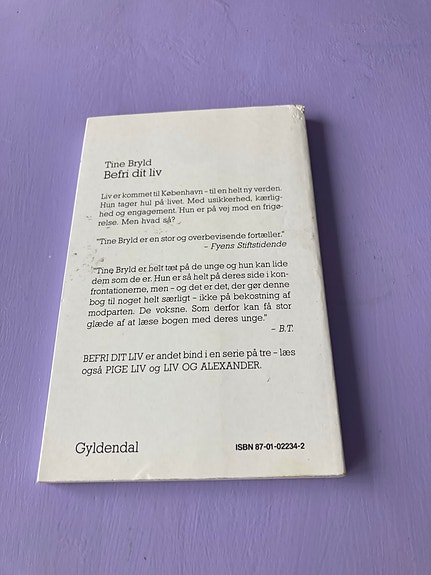 Tine Bryld
Befri dit liv
Liv er kommet til København – til en helt ny verden.
Hun tager hul på livet. Med usikkerhed, kærlig-
hed og engagement. Hun er på vej mod en frigø-
relse. Men hvad så?
"Tine Bryld er en stor og overbevisende fortæller."
– Fyens Stiftstidende
"Tine Bryld er helt tæt på de unge og hun kan lide
dem som de er. Hun er så helt på deres side i kon-
frontationerne, men – og det er det, der gør denne
bog til noget helt særligt – ikke på bekostning af
modparten. De voksne. Som derfor kan få stor
glæde af at læse bogen med deres unge."
– B.T.
BEFRI DIT LIV er andet bind i en serie på tre – læs
også PIGE LIV og LIV OG ALEXANDER.
Gyldendal
ISBN 87-01-02234-2